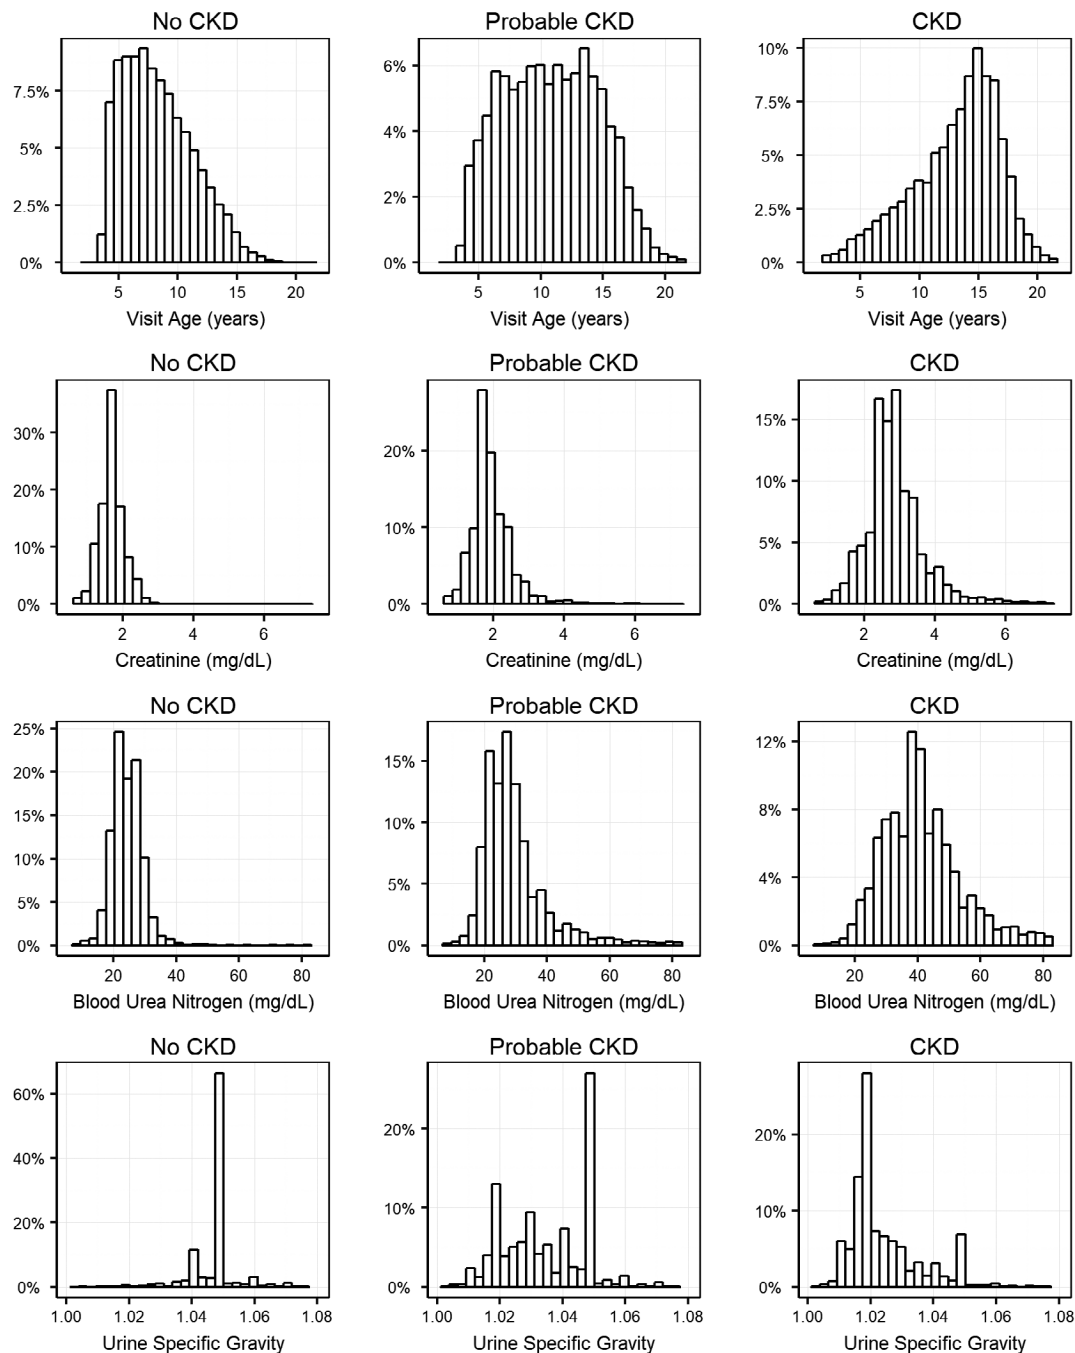 No CKD Probable CKD CKD
7.5%
5%
2.5%
0%
6%
4%
2%
0%
10%
7.5%
5%
2.5%
0%
5 10 15 20
5 10 15 20
5 10 15 20
Visit Age (years) Visit Age (years) Visit Age (years)
No CKD Probable CKD CKD
30%
20%
10%
0%
20%
10%
0%
15%
10%
5%
0%
2 4 6
2 4 6
2 4 6
Creatinine (mg/dL) Creatinine (mg/dL) Creatinine (mg/dL)
No CKD Probable CKD CKD
25%
20%
15%
10%
5%
0%
15%
10%
5%
0%
12%
8%
4%
0%
20 40 60 80
20 40 60 80
20 40 60 80
Blood Urea Nitrogen (mg/dL) Blood Urea Nitrogen (mg/dL) Blood Urea Nitrogen (mg/dL)
No CKD Probable CKD CKD
60%
40%
20%
0%
20%
10%
0%
20%
10%
0%
1.00 1.02 1.04 1.06 1.08
1.00 1.02 1.04 1.06 1.08
1.00 1.02 1.04 1.06 1.08
Urine Specific Gravity Urine Specific Gravity Urine Specific Gravity